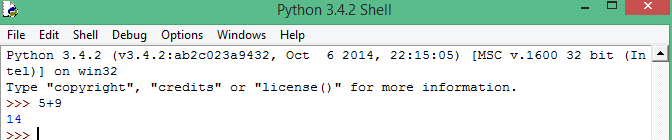 Python 3.4.2 Shell
File Edit Shell Debug Options Windows Help
Python 3.4.2 (v3.4.2:ab2c023a9432, Oct  6 2014, 22:15:05) [MSC v.1600 32 bit (In
tel)] on win32
Type "copyright", "credits" or "license()" for more information.
>>> 5+9
14
>>>